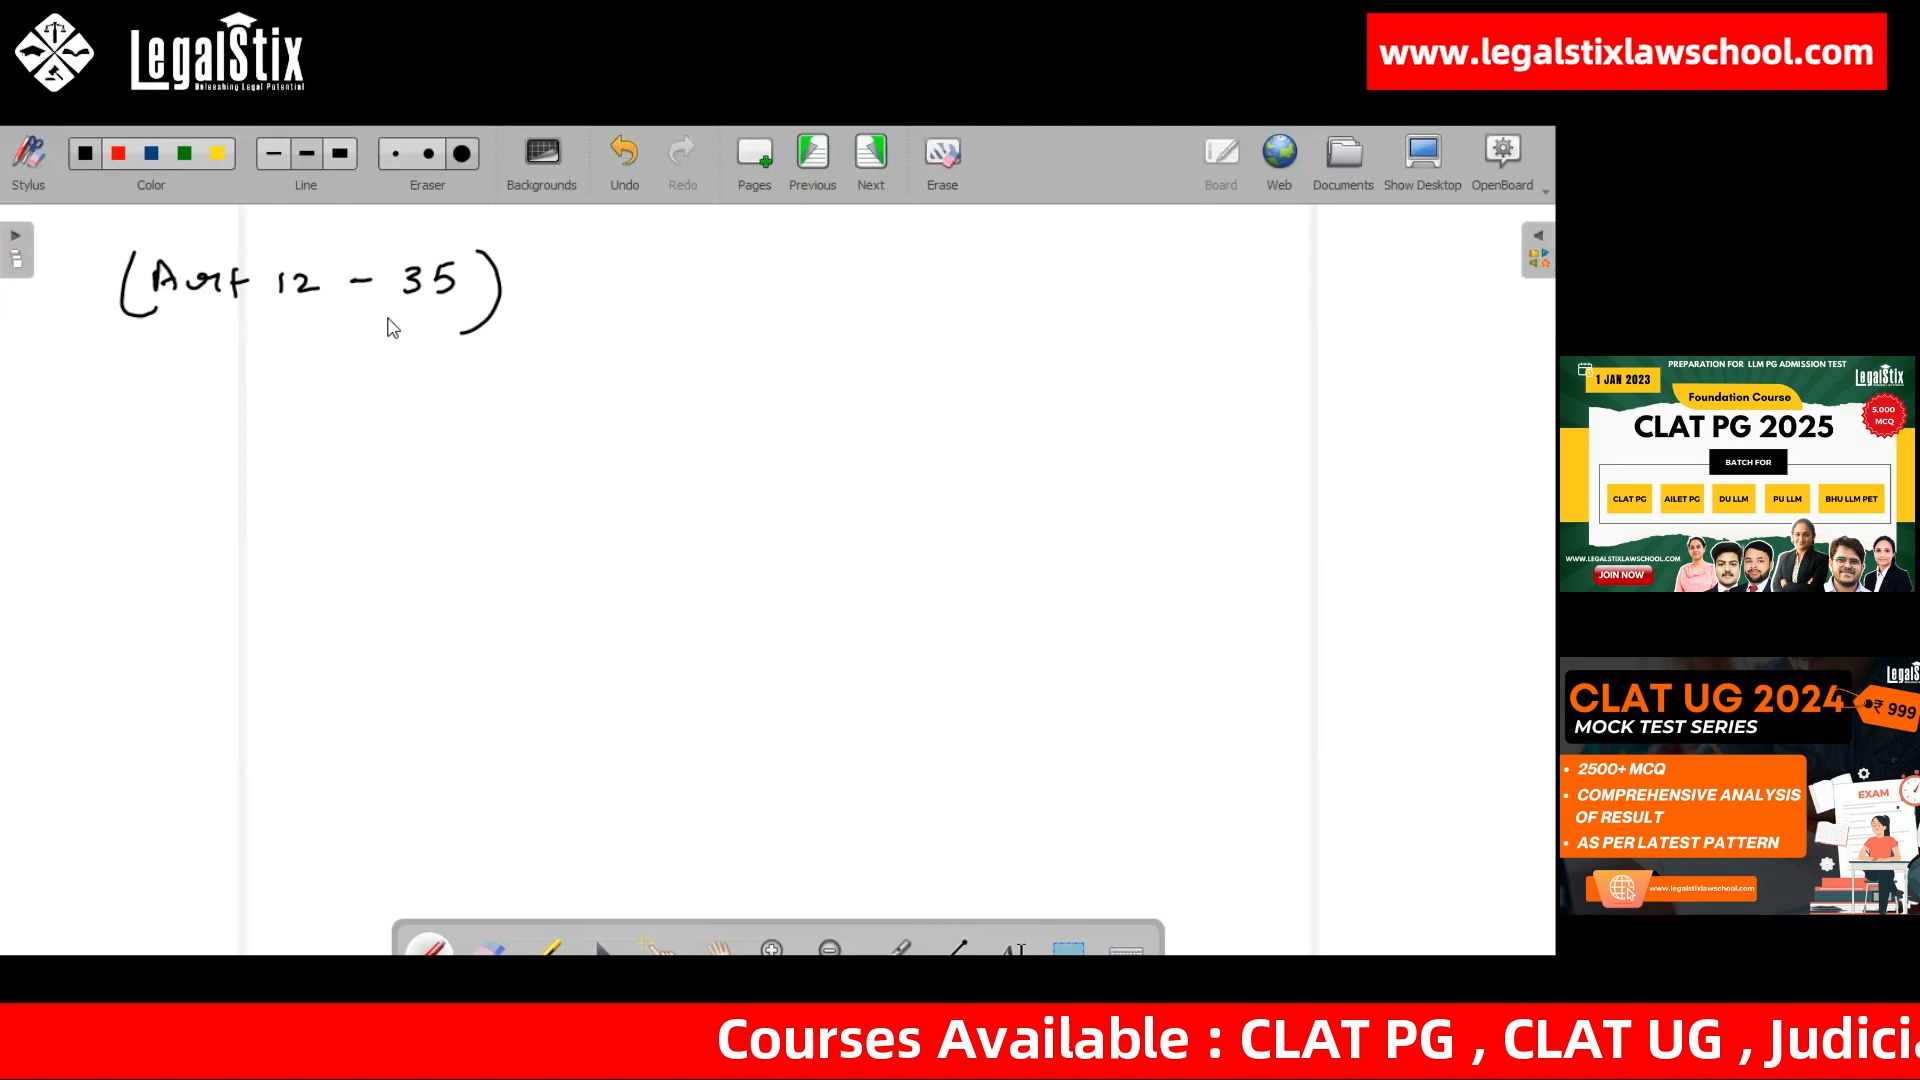 LegalStix
Unleashing Legal Potential
www.legalstixlawschool.com
Stylus
Color
Line
Eraser
Backgrounds
Undo
Redo
Pages
Previous
Next
Erase
Board
Web
Documents
Show Desktop
OpenBoard
(Art 12 - 35)
PREPARATION FOR LLM PG ADMISSION TEST
1 JAN 2023
LegalStix
Foundation Course
CLAT PG 2025
5,000
MCQ
BATCH FOR
CLAT PG
AILET PG
DU LLM
PU LLM
BHU LLM PET
WWW.LEGALSTIXLAWSCHOOL.COM
JOIN NOW
LegalS
CLAT UG 2024
₹ 999
MOCK TEST SERIES
• 2500+ MCQ
• COMPREHENSIVE ANALYSIS
OF RESULT
• AS PER LATEST PATTERN
EXAM
www.legalstixlawschool.com
Courses Available : CLAT PG , CLAT UG , Judicia